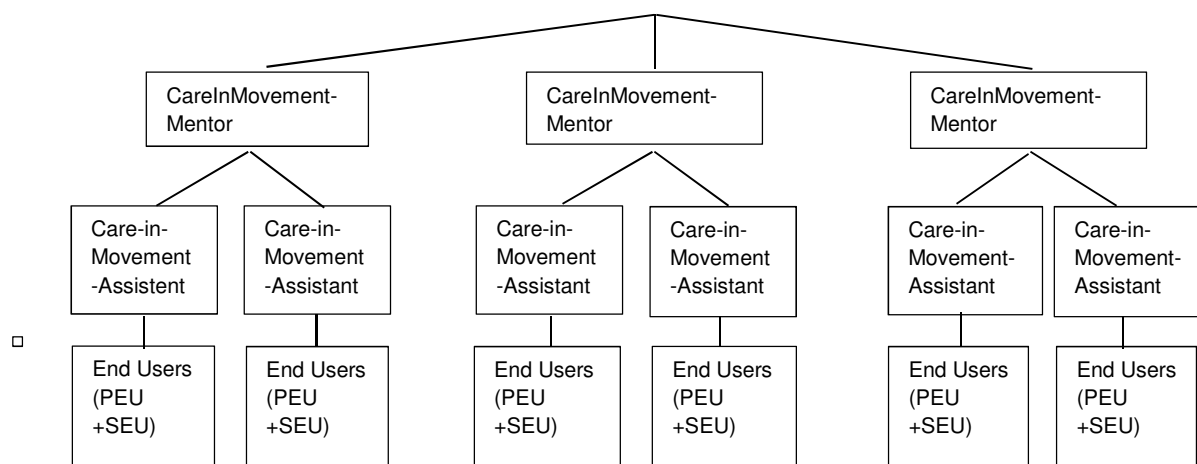 CareInMovement-
Mentor
CareInMovement-
Mentor
CareInMovement-
Mentor
Care-in-
Movement
-Assistent
Care-in-
Movement
-Assistant
Care-in-
Movement
-Assistant
Care-in-
Movement
-Assistant
Care-in-
Movement-
Assistant
Care-in-
Movement-
Assistant
End Users
(PEU
+SEU)
End Users
(PEU
+SEU)
End Users
(PEU
+SEU)
End Users
(PEU
+SEU)
End Users
(PEU
+SEU)
End Users
(PEU
+SEU)